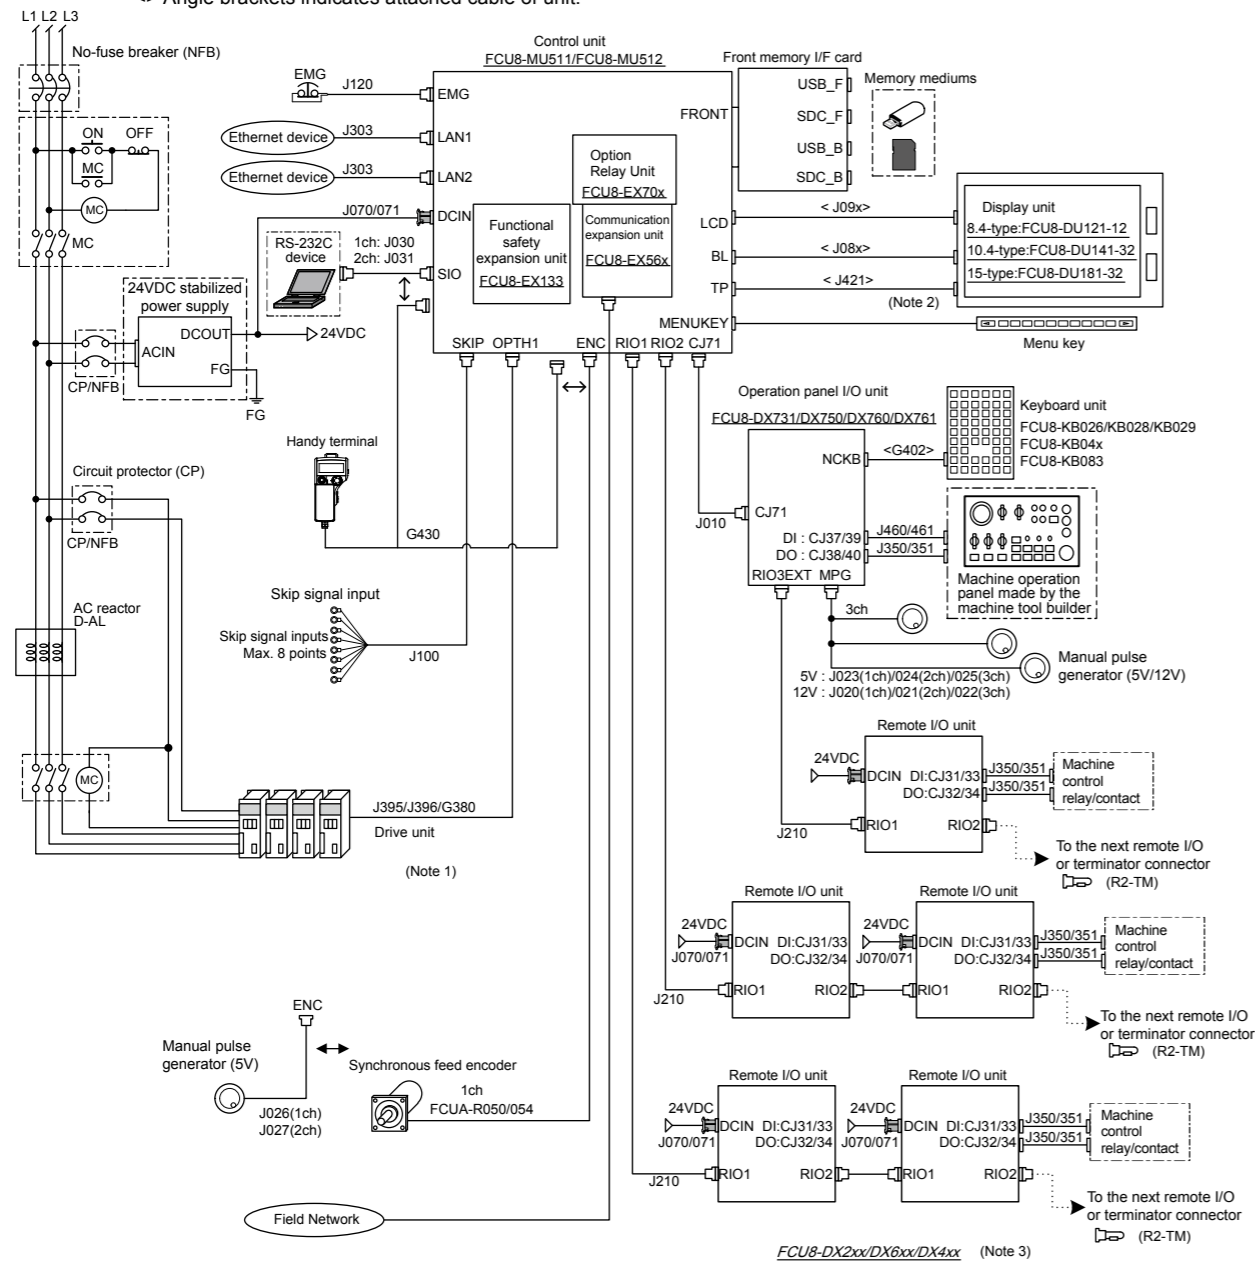 <> Angle brackets indicates attached cable of unit.
L1 L2 L3
No-fuse breaker (NFB)
ON OFF
MC
MC
MC
24VDC stabilized
power supply
DCOUT
ACIN
FG
CP/NFB
FG
24VDC
Circuit protector (CP)
CP/NFB
AC reactor
D-AL
MC
EMG
J120
Ethernet device
J303
Ethernet device
J303
J070/071
RS-232C
device
1ch: J030
2ch: J031
Control unit
FCU8-MU511/FCU8-MU512
EMG
LAN1
LAN2
DCIN
SIO
FRONT
LCD
BL
TP
MENUKEY
SKIP OPTH1 ENC RIO1 RIO2 CJ71
Option
Relay Unit
FCU8-EX70x
Functional
safety
expansion unit
FCU8-EX133
Communication
expansion unit
FCU8-EX56x
Front memory I/F card
USB_F
SDC_F
USB_B
SDC_B
Memory mediums
< J09x>
< J08x>
< J421>
(Note 2)
Display unit
8.4-type:FCU8-DU121-12
10.4-type:FCU8-DU141-32
15-type:FCU8-DU181-32
Menu key
Operation panel I/O unit
FCU8-DX731/DX750/DX760/DX761
NCKB
<G402>
Keyboard unit
FCU8-KB026/KB028/KB029
FCU8-KB04x
FCU8-KB083
J010
CJ71
DI : CJ37/39
DO : CJ38/40
RIO3EXT MPG
J460/461
J350/351
Machine operation
panel made by the
machine tool builder
3ch
5V : J023(1ch)/024(2ch)/025(3ch)
12V : J020(1ch)/021(2ch)/022(3ch)
Manual pulse
generator (5V/12V)
Handy terminal
G430
Skip signal input
Skip signal inputs
Max. 8 points
J100
J395/J396/G380
Drive unit
(Note 1)
Remote I/O unit
24VDC
DCIN DI:CJ31/33
DO:CJ32/34
RIO1 RIO2
J210
J350/351
J350/351
Machine
control
relay/contact
To the next remote I/O
or terminator connector
(R2-TM)
Remote I/O unit
24VDC
J070/071
DCIN DI:CJ31/33
DO:CJ32/34
RIO1 RIO2
J210
Remote I/O unit
24VDC
J070/071
DCIN DI:CJ31/33
DO:CJ32/34
RIO1 RIO2
J350/351
J350/351
Machine
control
relay/contact
To the next remote I/O
or terminator connector
(R2-TM)
ENC
Manual pulse
generator (5V)
J026(1ch)
J027(2ch)
Synchronous feed encoder
1ch
FCUA-R050/054
Remote I/O unit
24VDC
J070/071
DCIN DI:CJ31/33
DO:CJ32/34
RIO1 RIO2
J210
Remote I/O unit
24VDC
J070/071
DCIN DI:CJ31/33
DO:CJ32/34
RIO1 RIO2
J350/351
J350/351
Machine
control
relay/contact
To the next remote I/O
or terminator connector
(R2-TM)
Field Network
FCU8-DX2xx/DX6xx/DX4xx (Note 3)